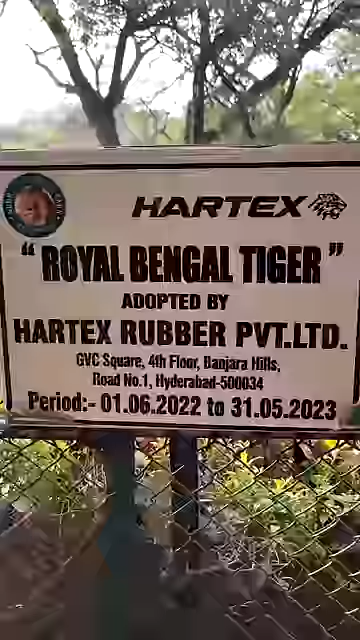 HARTEX
“ROYAL BENGAL TIGER”
ADOPTED BY
HARTEX RUBBER PVT.LTD.
GVC Square, 4th Floor, Banjara Hills,
Road No.1, Hyderabad-500034
Period:- 01.06.2022 to 31.05.2023